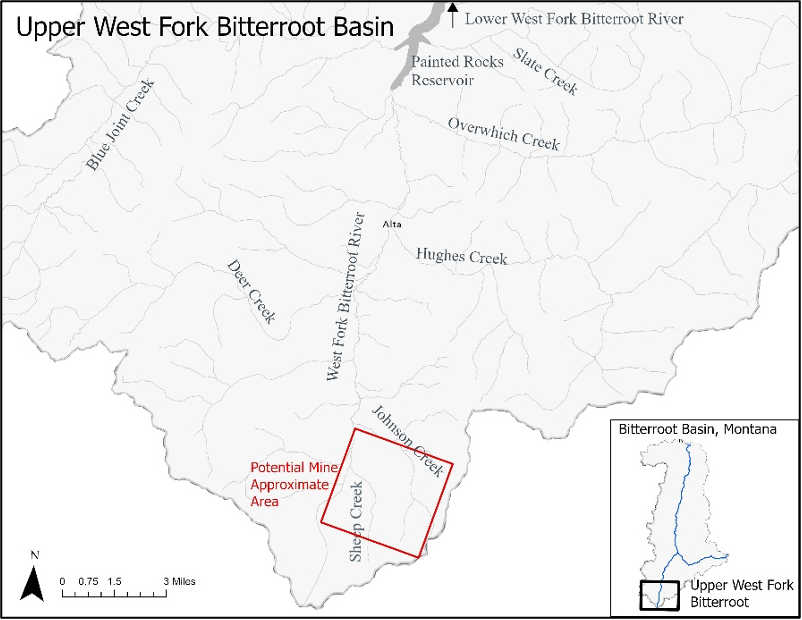 Upper West Fork Bitterroot Basin
Lower West Fork Bitterroot River
Painted Rocks
Reservoir
Slate Creek
Blue Joint Creek
Overwhich Creek
Alta
West Fork Bitterroot River
Hughes Creek
Deer Creek
Johnson Creek
Potential Mine
Approximate
Area
Sheep Creek
N
0 0.75 1.5 3 Miles
Bitterroot Basin, Montana
Upper West Fork
Bitterroot